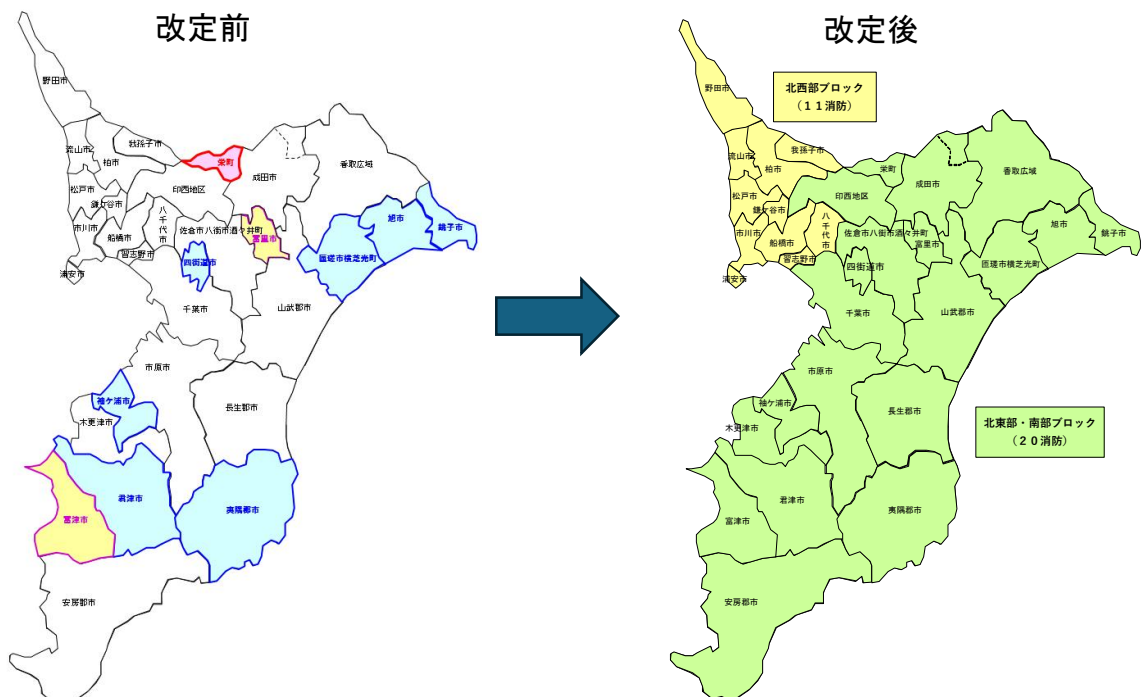 改定前
野田市
流山市
柏市
我孫子市
栄町
成田市
香取広域
松戸市
鎌ケ谷市
印西地区
市川市
船橋市
八千代市
佐倉市八街市酒々井町
富里市
旭市
銚子市
習志野市
浦安市
四街道市
匝瑳市横芝光町
千葉市
山武郡市
市原市
袖ケ浦市
木更津市
長生郡市
君津市
富津市
夷隅郡市
安房郡市
改定後
北西部ブロック
（１１消防）
野田市
流山市
柏市
我孫子市
栄町
成田市
香取広域
松戸市
鎌ケ谷市
印西地区
市川市
船橋市
八千代市
佐倉市八街市酒々井町
富里市
旭市
銚子市
習志野市
浦安市
四街道市
匝瑳市横芝光町
千葉市
山武郡市
市原市
袖ケ浦市
木更津市
長生郡市
北東部・南部ブロック
（２０消防）
君津市
富津市
夷隅郡市
安房郡市